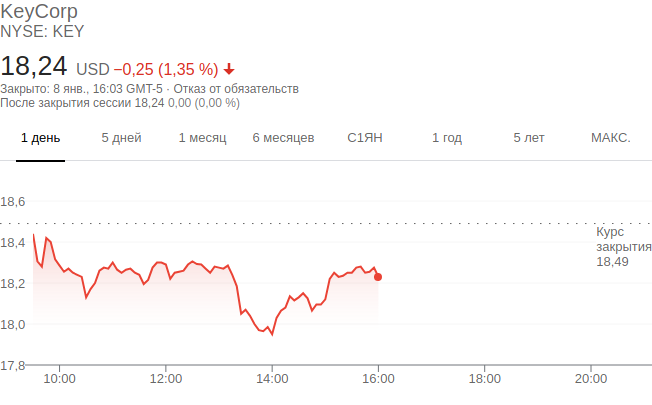 KeyCorp
NYSE: KEY
18,24 USD −0,25 (1,35 %)
Закрыто: 8 янв., 16:03 GMT-5 · Отказ от обязательств
После закрытия сессии 18,24 0,00 (0,00 %)
1 день 5 дней 1 месяц 6 месяцев С1ЯН 1 год 5 лет МАКС.
18,6
18,4
18,2
18,0
17,8
Курс
закрытия
18,49
10:00 12:00 14:00 16:00 18:00 20:00